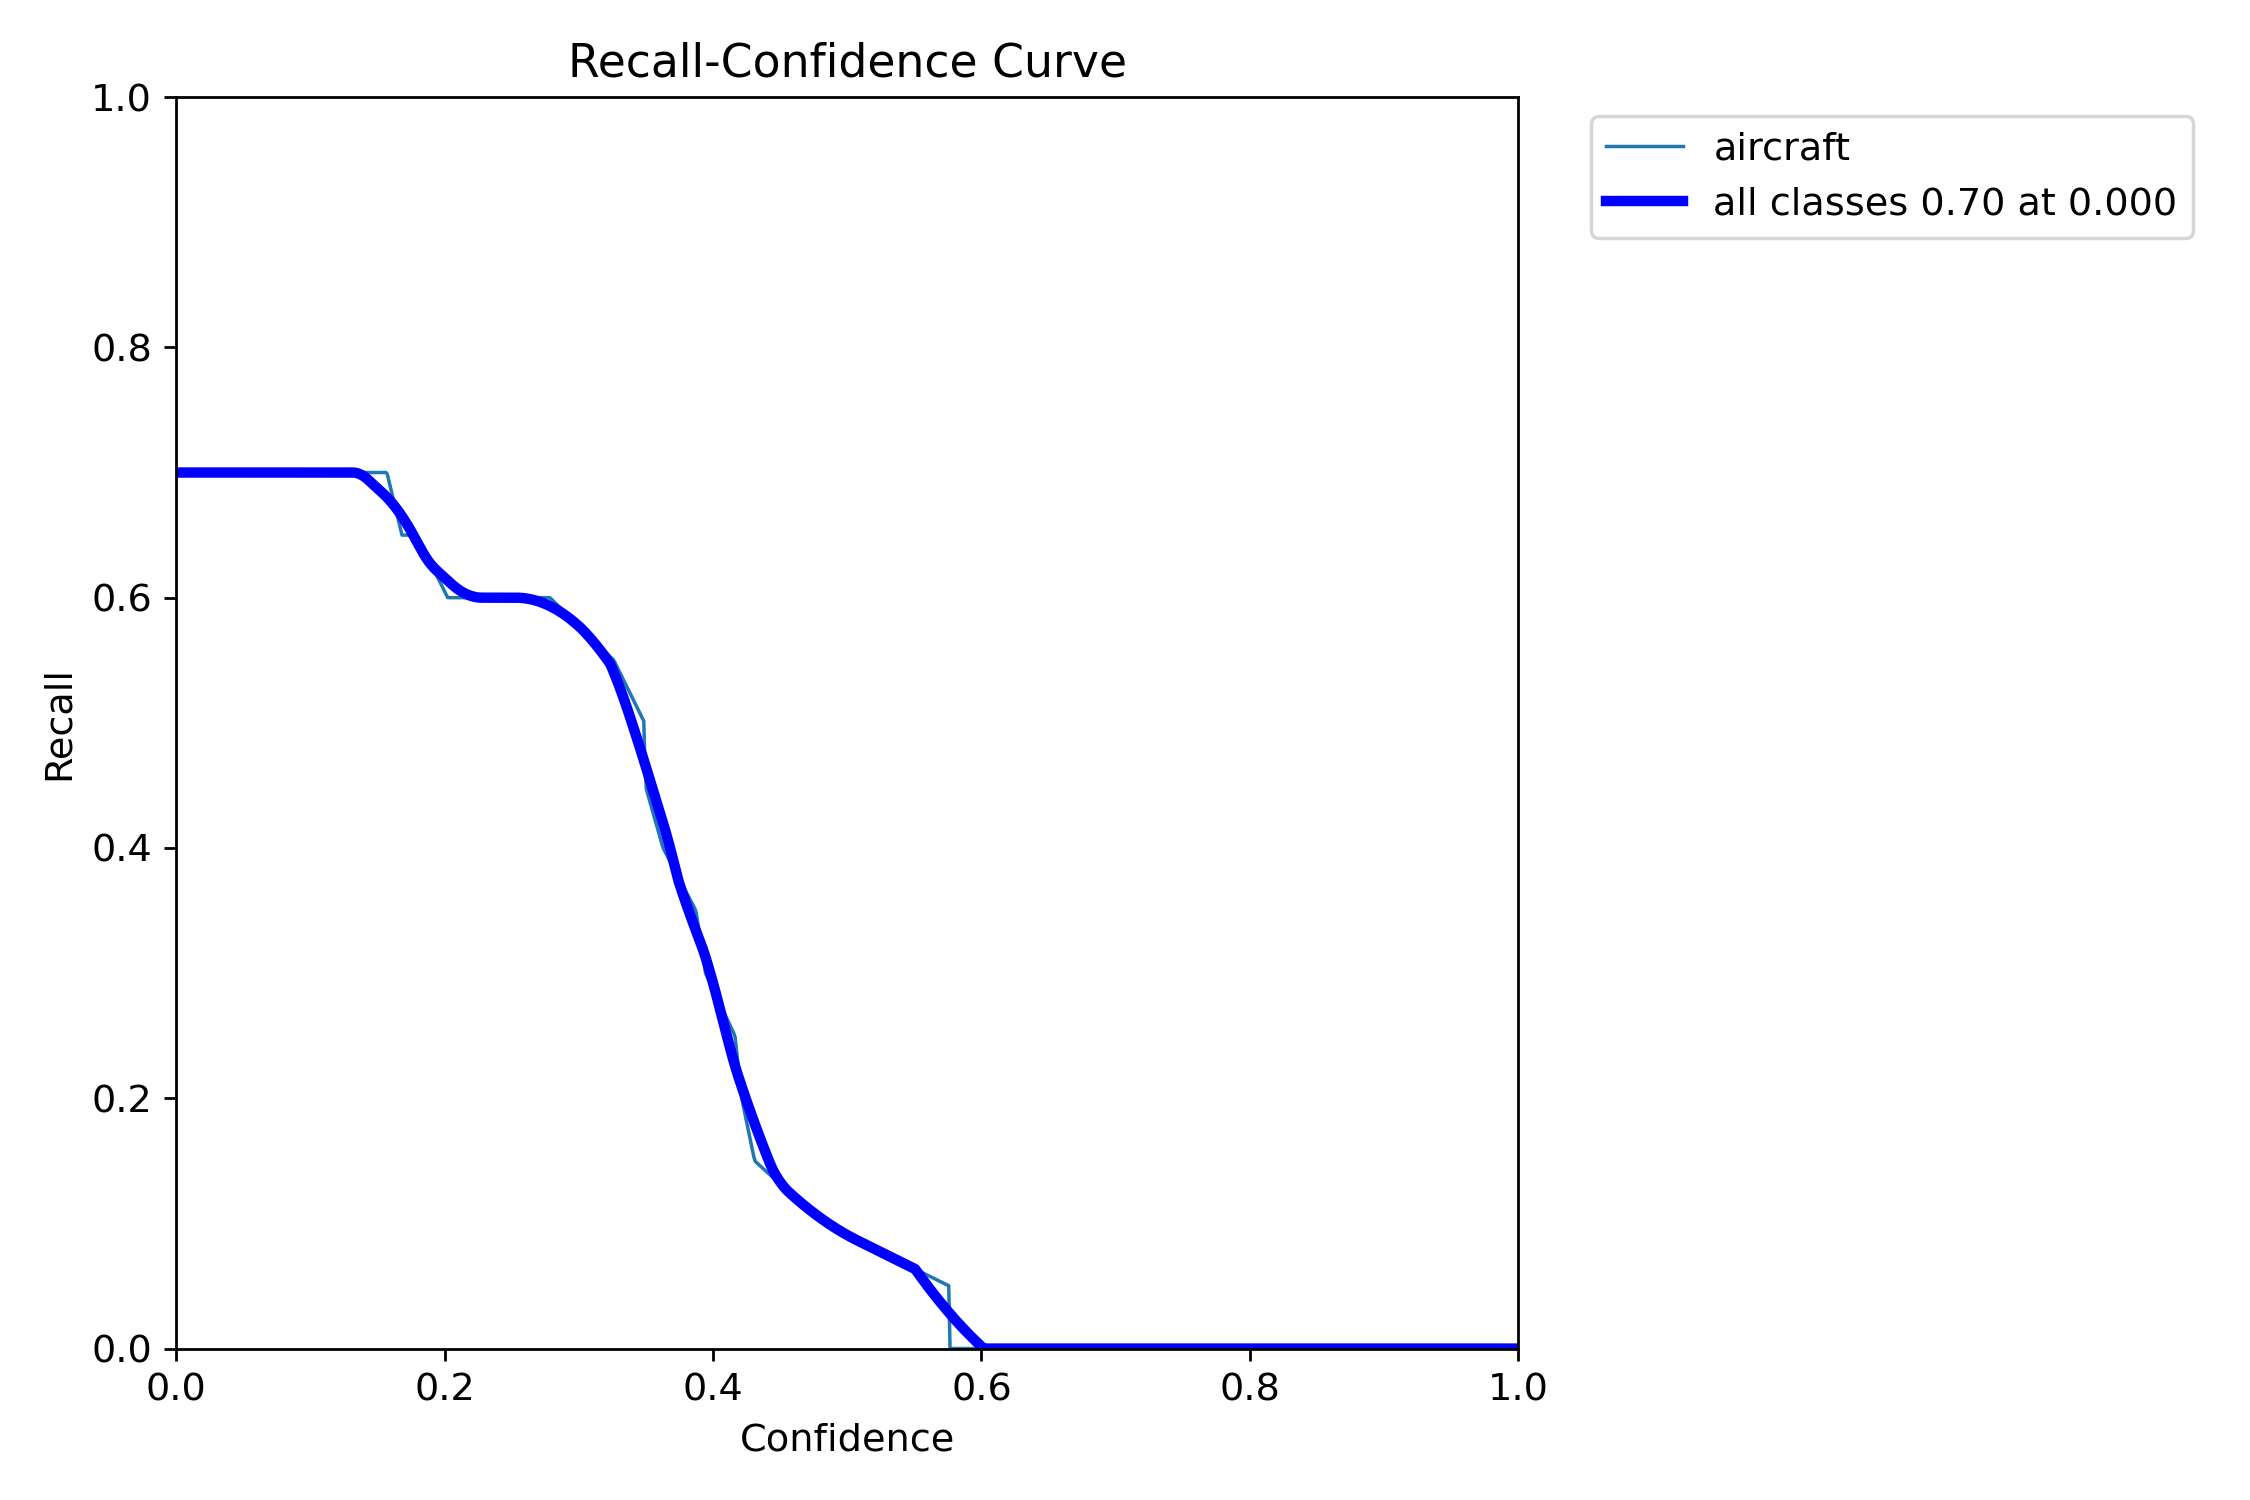 Recall-Confidence Curve
1.0
0.8
0.6
0.4
0.2
0.0
Recall
0.0 0.2 0.4 0.6 0.8 1.0
Confidence
aircraft
all classes 0.70 at 0.000